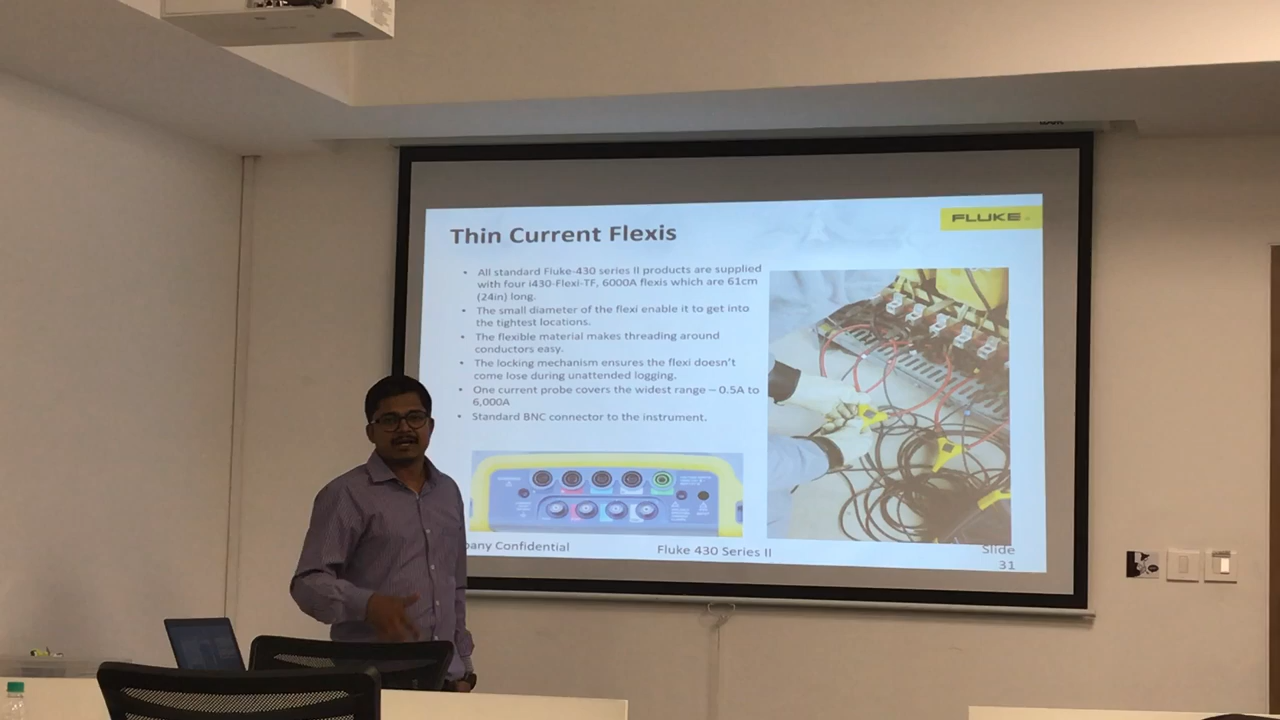 FLUKE
Thin Current Flexis
• All standard Fluke-430 series II products are supplied
with four i430-Flexi-TF, 6000A flexis which are 61cm
(24in) long.
• The small diameter of the flexi enable it to get into
the tightest locations.
• The flexible material makes threading around
conductors easy.
• The locking mechanism ensures the flexi doesn't
come lose during unattended logging.
• One current probe covers the widest range – 0.5A to
6,000A
• Standard BNC connector to the instrument.
pany Confidential
Fluke 430 Series II
Slide
31